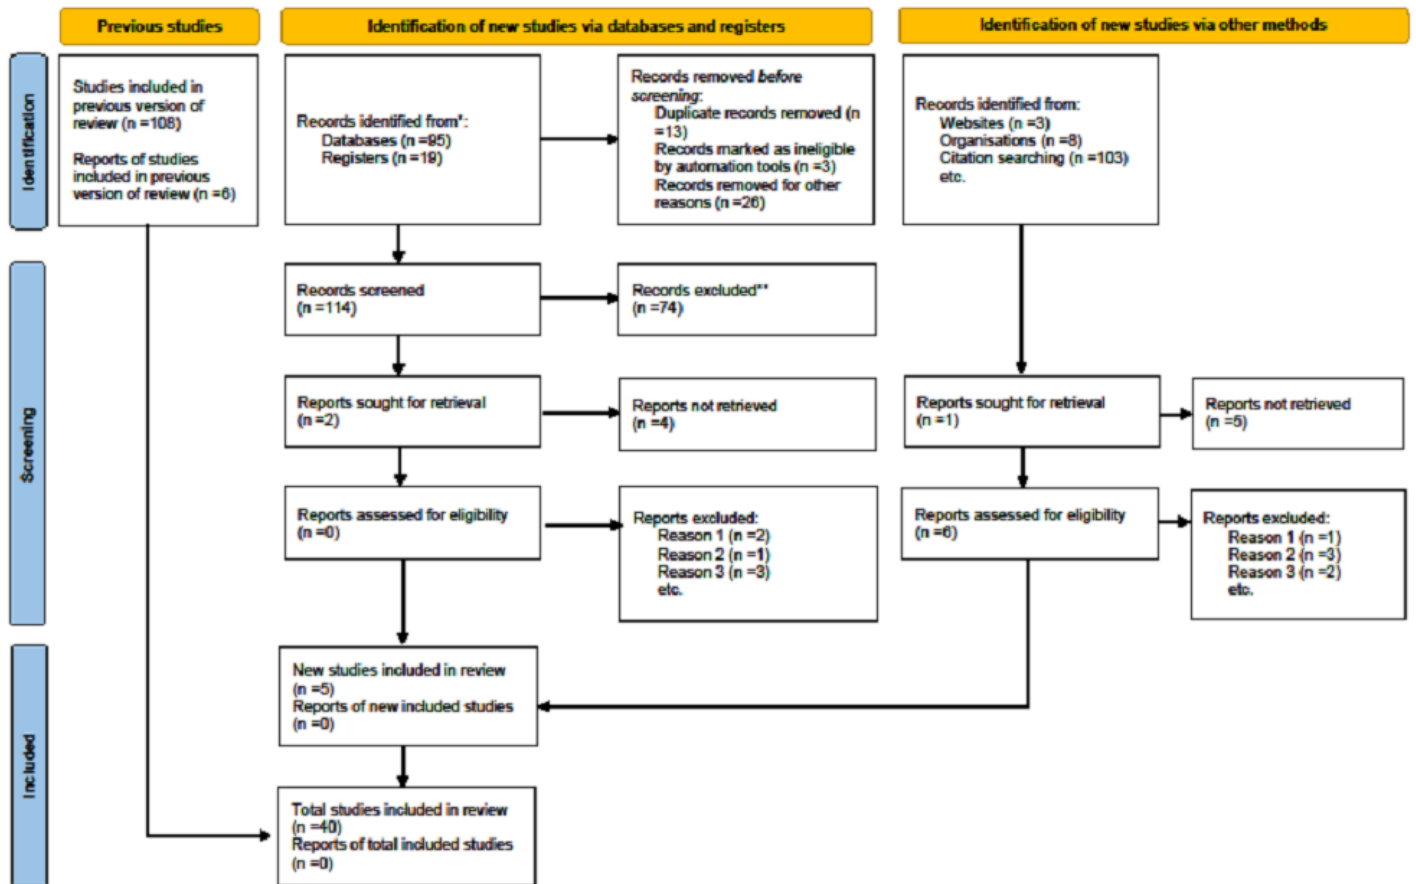 Previous studies
Identification of new studies via databases and registers
Identification of new studies via other methods
Identification
Studies included in
previous version of
review (n =108)
Reports of studies
included in previous
version of review (n =6)
Records identified from*:
Databases (n =95)
Registers (n =19)
Records removed before
screening:
Duplicate records removed (n
=13)
Records marked as ineligible
by automation tools (n =3)
Records removed for other
reasons (n =26)
Records identified from:
Websites (n =3)
Organisations (n =8)
Citation searching (n =103)
etc.
Screening
Records screened
(n =114)
Records excluded**
(n =74)
Reports sought for retrieval
(n =2)
Reports not retrieved
(n =4)
Reports sought for retrieval
(n =1)
Reports not retrieved
(n =5)
Reports assessed for eligibility
(n =0)
Reports excluded:
Reason 1 (n =2)
Reason 2 (n =1)
Reason 3 (n =3)
etc.
Reports assessed for eligibility
(n =6)
Reports excluded:
Reason 1 (n =1)
Reason 2 (n =3)
Reason 3 (n =2)
etc.
Included
New studies included in review
(n =5)
Reports of new included studies
(n =0)
Total studies included in review
(n =40)
Reports of total included studies
(n =0)